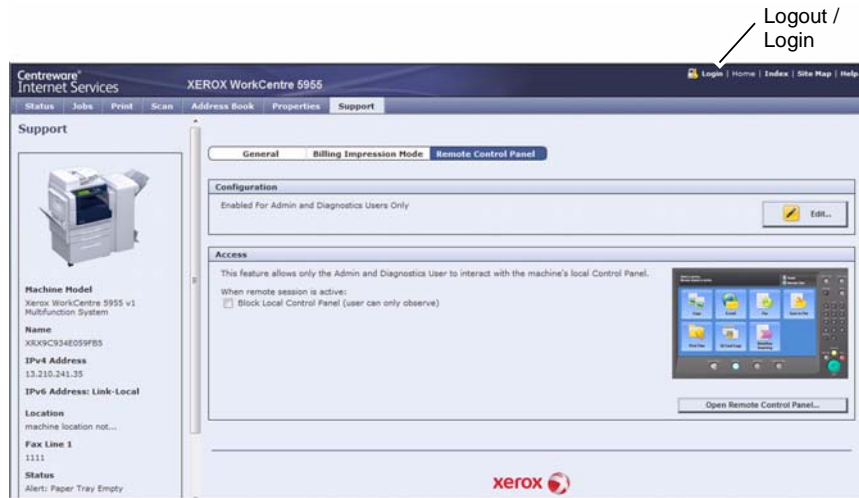 Logout /
Login
Centreware®
Internet Services
XEROX WorkCentre 5955
Login | Home | Index | Site Map | Help
Status Jobs Print Scan Address Book Properties Support
Support
General Billing Impression Mode Remote Control Panel
Configuration
Enabled For Admin and Diagnostics Users Only
Edit...
Access
This feature allows only the Admin and Diagnostics User to interact with the machine's local Control Panel.
When remote session is active:
Block Local Control Panel (user can only observe)
Open Remote Control Panel...
Machine Model
Xerox WorkCentre 5955 v1
Multifunction System
Name
XRX9C934E059FB5
IPv4 Address
13.210.241.35
IPv6 Address: Link-Local
Location
machine location not...
Fax Line 1
1111
Status
Alert: Paper Tray Empty
xerox